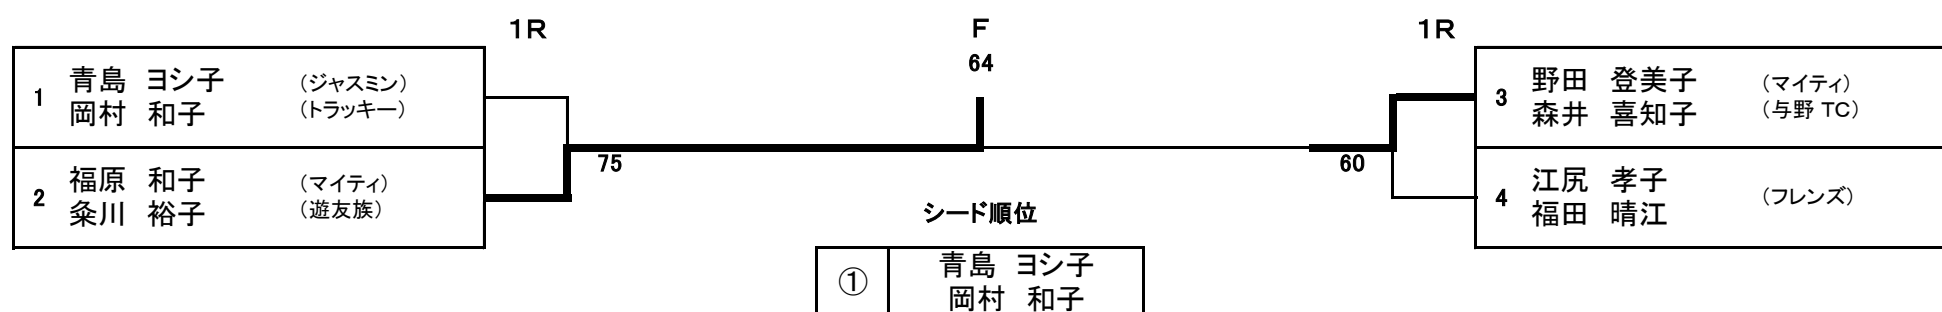 1R
F
1R
64
1 青島 ヨシ子 (ジャスミン)
岡村 和子 (トラッキー)
2 福原 和子 (マイティ)
粂川 裕子 (遊友族)
75
3 野田 登美子 (マイティ)
森井 喜知子 (与野 TC)
4 江尻 孝子 (フレンズ)
福田 晴江
60
シード順位
① 青島 ヨシ子
岡村 和子